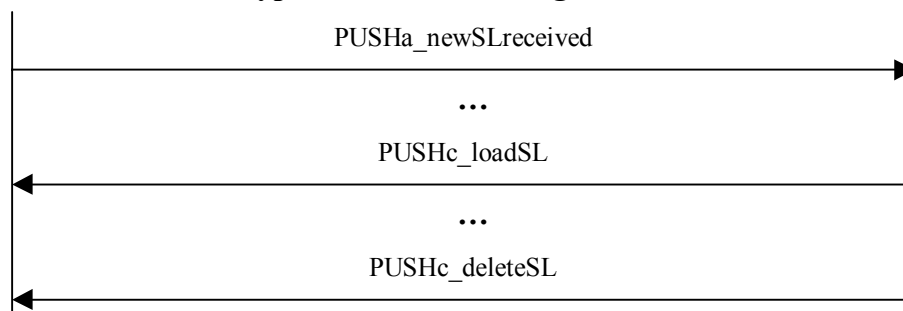 PUSHa_newSLreceived
...
PUSHc_loadSL
...
PUSHc_deleteSL